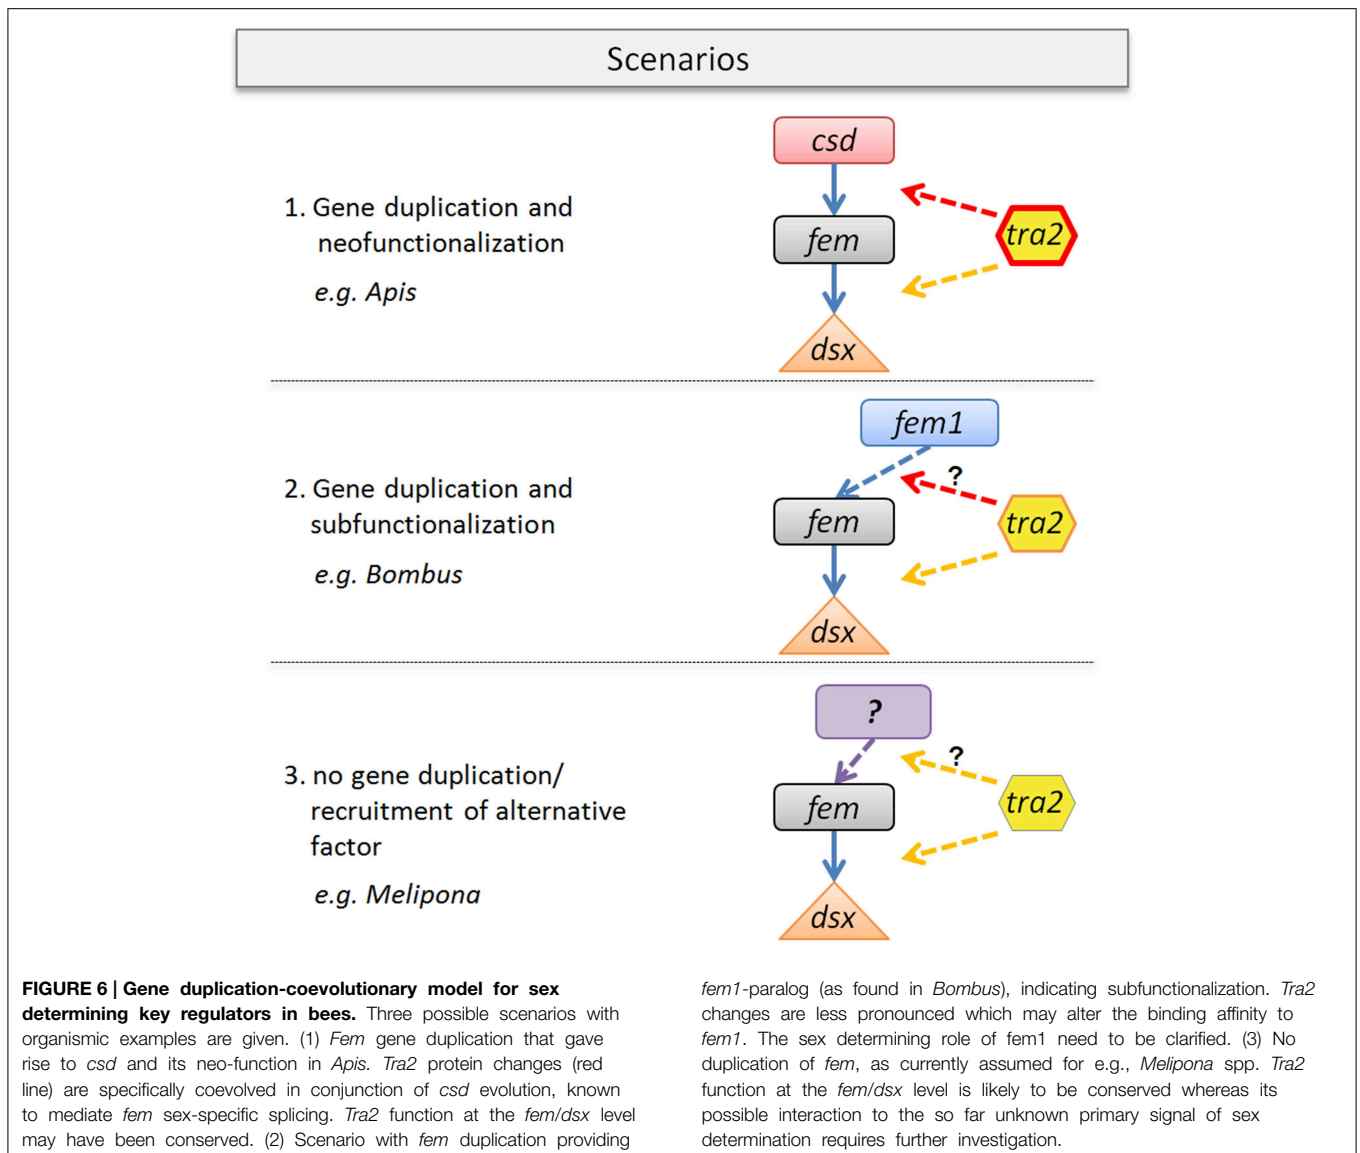 Scenarios
1. Gene duplication and
neofunctionalization
e.g. Apis
csd
fem
tra2
dsx
2. Gene duplication and
subfunctionalization
e.g. Bombus
fem1
?
fem
tra2
dsx
3. no gene duplication/
recruitment of alternative
factor
e.g. Melipona
?
?
fem
tra2
dsx
FIGURE 6 | Gene duplication-coevolutionary model for sex
determining key regulators in bees. Three possible scenarios with
organismic examples are given. (1) Fem gene duplication that gave
rise to csd and its neo-function in Apis. Tra2 protein changes (red
line) are specifically coevolved in conjunction of csd evolution, known
to mediate fem sex-specific splicing. Tra2 function at the fem/dsx level
may have been conserved. (2) Scenario with fem duplication providing
fem1-paralog (as found in Bombus), indicating subfunctionalization. Tra2
changes are less pronounced which may alter the binding affinity to
fem1. The sex determining role of fem1 need to be clarified. (3) No
duplication of fem, as currently assumed for e.g., Melipona spp. Tra2
function at the fem/dsx level is likely to be conserved whereas its
possible interaction to the so far unknown primary signal of sex
determination requires further investigation.